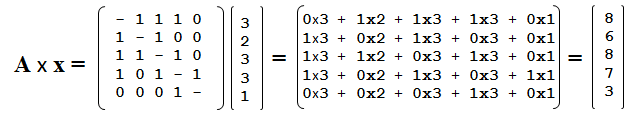 - 1 1 1 0 3 0x3 + 1x2 + 1x3 + 1x3 + 0x1 8
1 - 1 0 0 2 1x3 + 0x2 + 1x3 + 0x3 + 0x1 6
A x x = 1 1 - 1 0 3 = 1x3 + 1x2 + 0x3 + 1x3 + 0x1 = 8
1 0 1 - 1 3 1x3 + 0x2 + 1x3 + 0x3 + 1x1 7
0 0 0 1 - 1 0x3 + 0x2 + 0x3 + 1x3 + 0x1 3